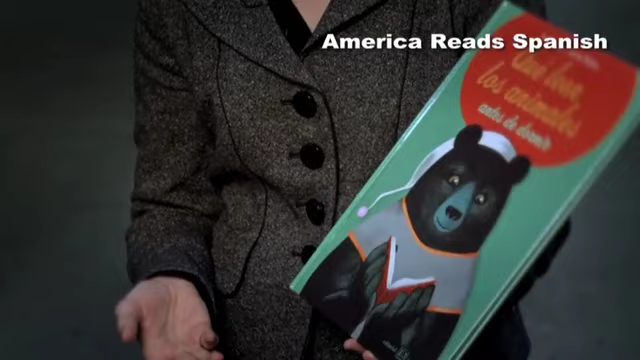 America Reads Spanish
Qué leen
los animales
antes de dormir